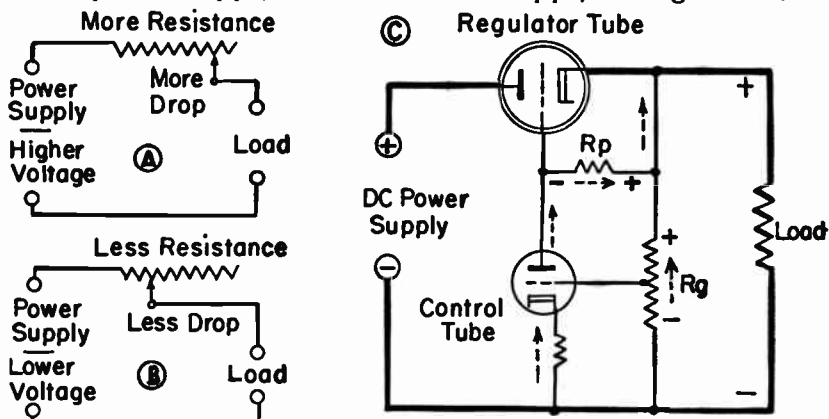 More Resistance
More
Drop
Power
Supply
Higher
Voltage
A
Load
Less Resistance
Less Drop
Power
Supply
Lower
Voltage
B
Load
C
Regulator Tube
+
DC Power
Supply
−
Rp
- +
Control
Tube
+
Rg
-
+
Load
−